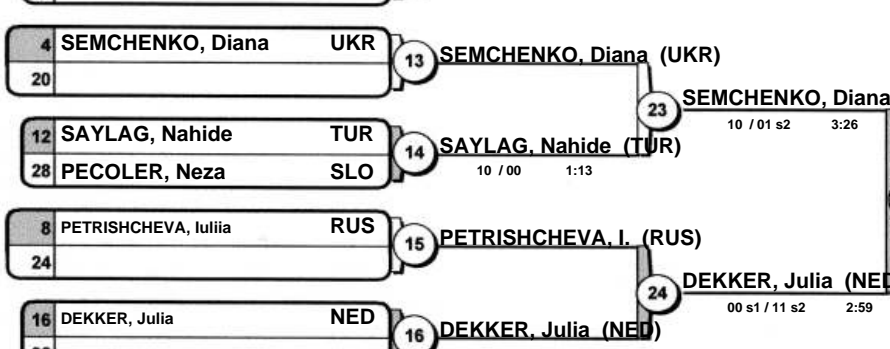 4 SEMCHENKO, Diana UKR
20
13 SEMCHENKO, Diana (UKR)
23 SEMCHENKO, Diana
10 / 01 s2 3:26
12 SAYLAG, Nahide TUR
28 PECOLER, Neza SLO
14 SAYLAG, Nahide (TUR)
10 / 00 1:13
8 PETRISHCHEVA, Iuliia RUS
24
15 PETRISHCHEVA, I. (RUS)
24 DEKKER, Julia (NED
00 s1 / 11 s2 2:59
16 DEKKER, Julia NED
16 DEKKER, Julia (NED)